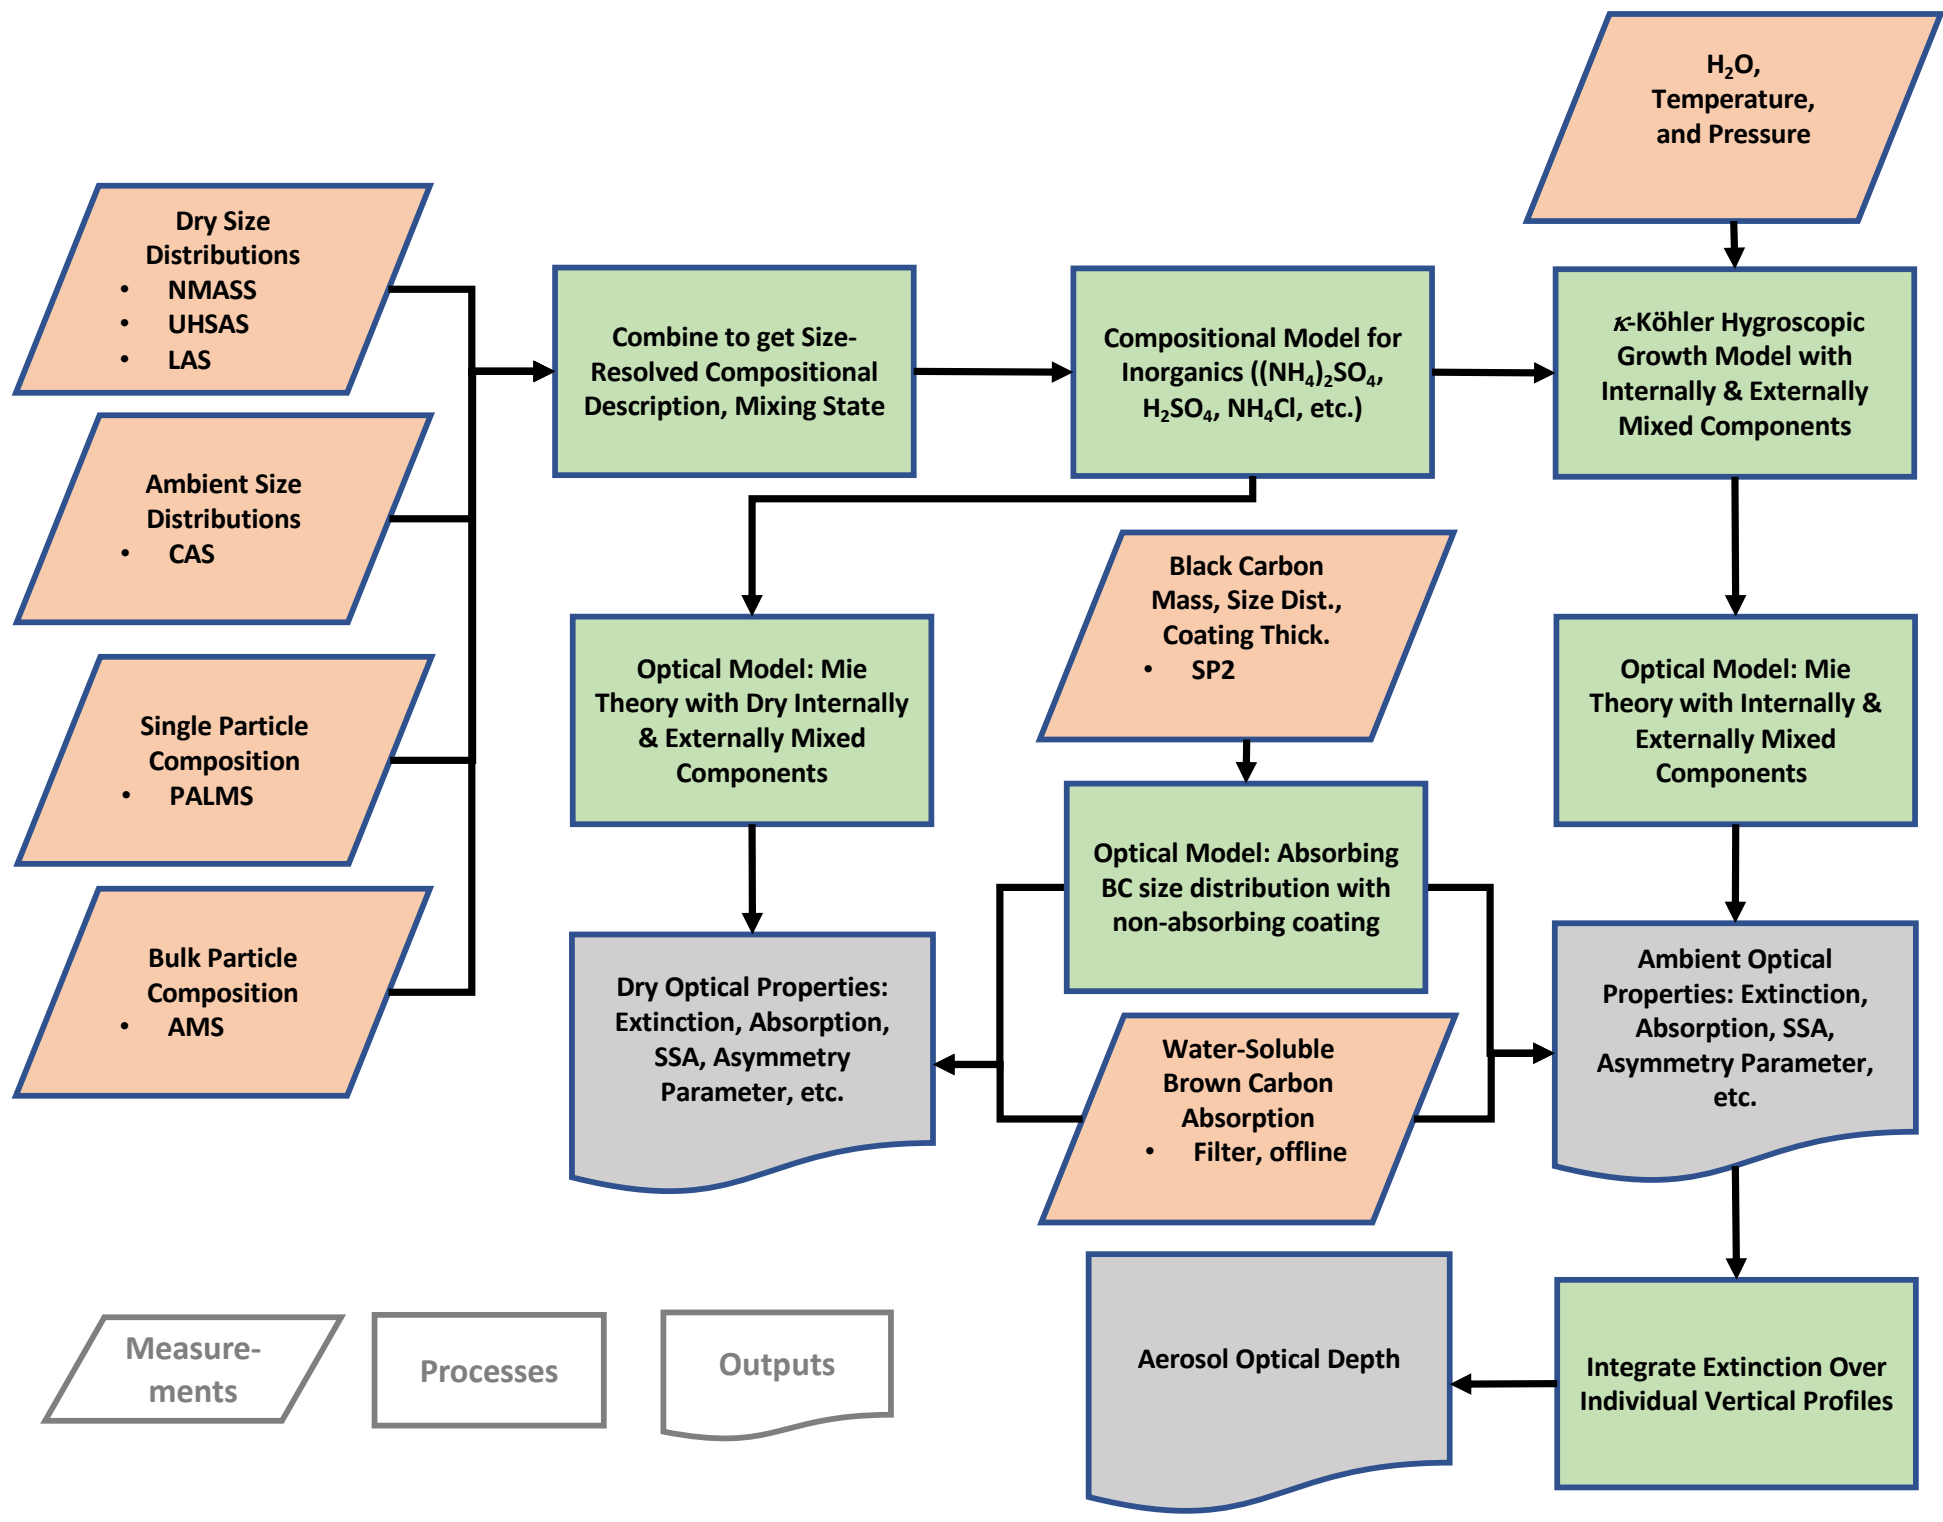 H₂O,
Temperature,
and Pressure
Dry Size
Distributions
• NMASS
• UHSAS
• LAS
Ambient Size
Distributions
• CAS
Single Particle
Composition
• PALMS
Bulk Particle
Composition
• AMS
Combine to get Size-
Resolved Compositional
Description, Mixing State
Compositional Model for
Inorganics ((NH₄)₂SO₄,
H₂SO₄, NH₄Cl, etc.)
κ-Köhler Hygroscopic
Growth Model with
Internally & Externally
Mixed Components
Optical Model: Mie
Theory with Dry Internally
& Externally Mixed
Components
Black Carbon
Mass, Size Dist.,
Coating Thick.
• SP2
Optical Model: Mie
Theory with Internally &
Externally Mixed
Components
Optical Model: Absorbing
BC size distribution with
non-absorbing coating
Dry Optical Properties:
Extinction, Absorption,
SSA, Asymmetry
Parameter, etc.
Water-Soluble
Brown Carbon
Absorption
• Filter, offline
Ambient Optical
Properties: Extinction,
Absorption, SSA,
Asymmetry Parameter,
etc.
Aerosol Optical Depth
Integrate Extinction Over
Individual Vertical Profiles
Measure-
ments
Processes
Outputs